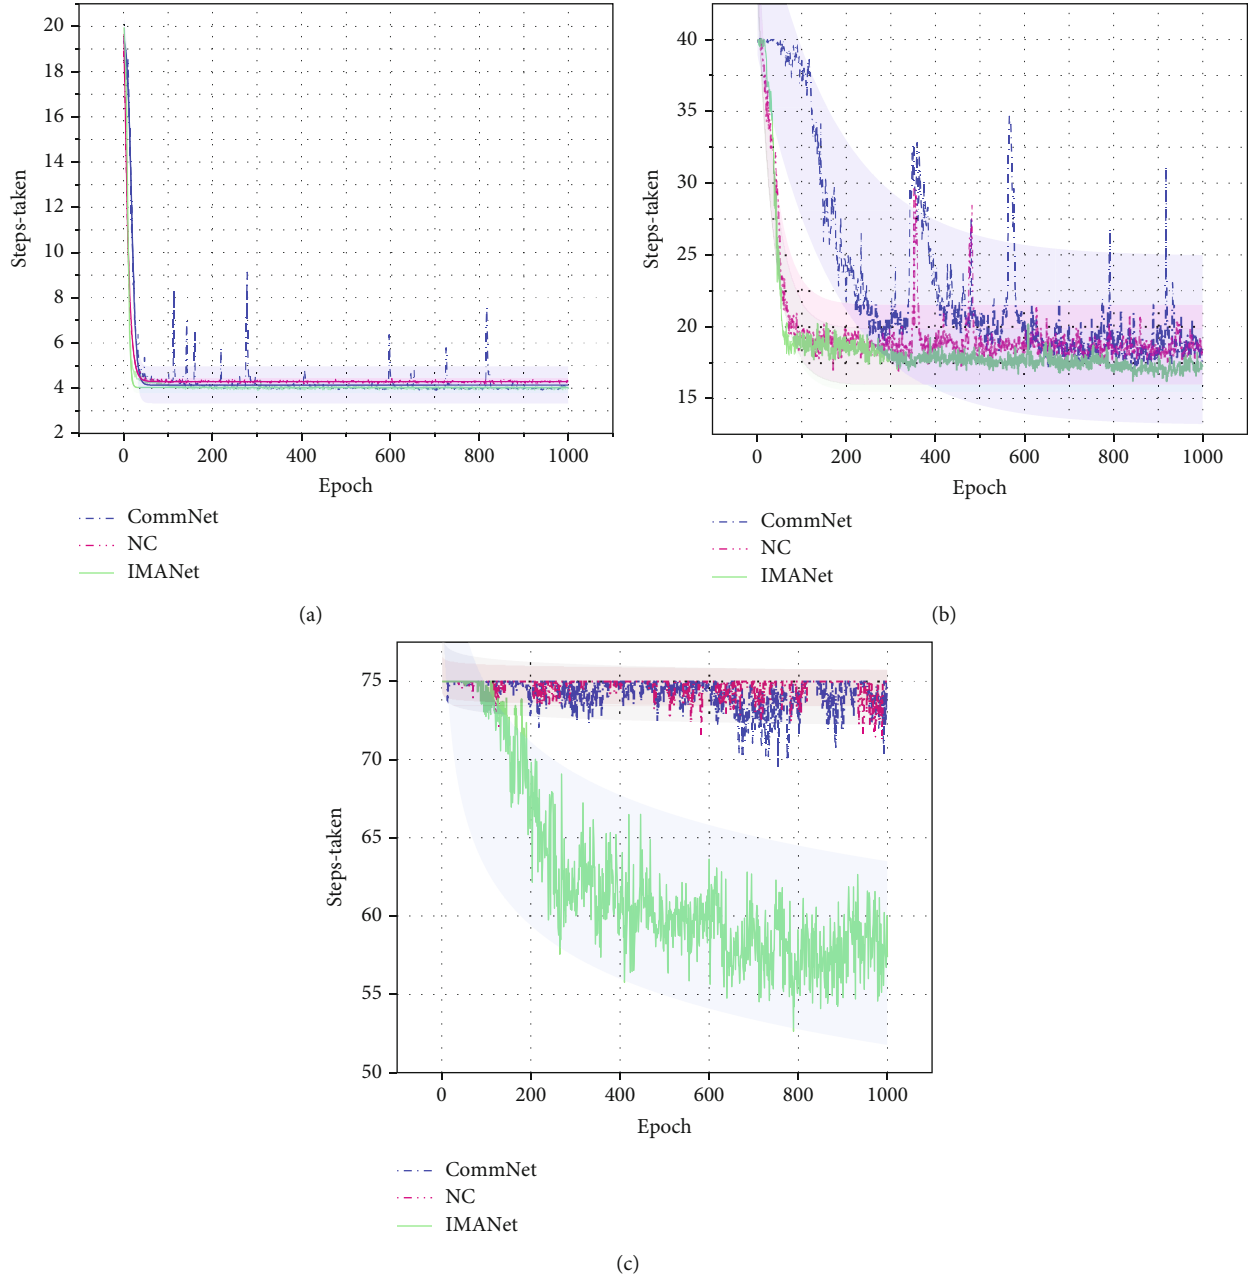 20
18
16
14
12
10
8
6
4
2
Steps-taken
0
200
400
600
800
1000
Epoch
CommNet
NC
IMANet
(a)
40
35
30
25
20
15
Steps-taken
0
200
400
600
800
1000
Epoch
CommNet
NC
IMANet
(b)
75
70
65
60
55
50
Steps-taken
0
200
400
600
800
1000
Epoch
CommNet
NC
IMANet
(c)